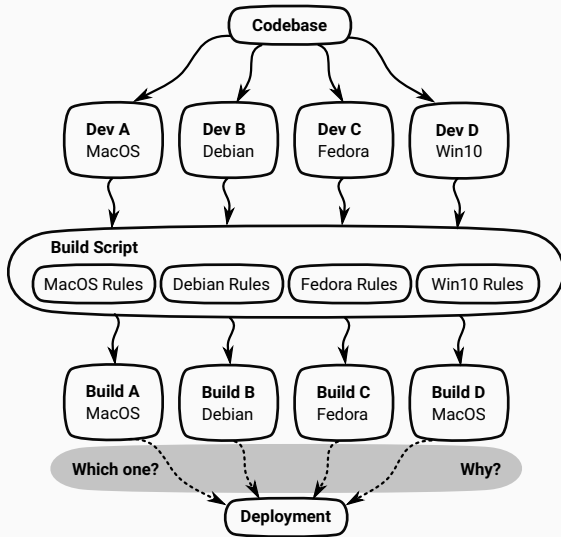 Codebase
Dev A
MacOS
Dev B
Debian
Dev C
Fedora
Dev D
Win10
Build Script
MacOS Rules
Debian Rules
Fedora Rules
Win10 Rules
Build A
MacOS
Build B
Debian
Build C
Fedora
Build D
MacOS
Which one?
Why?
Deployment